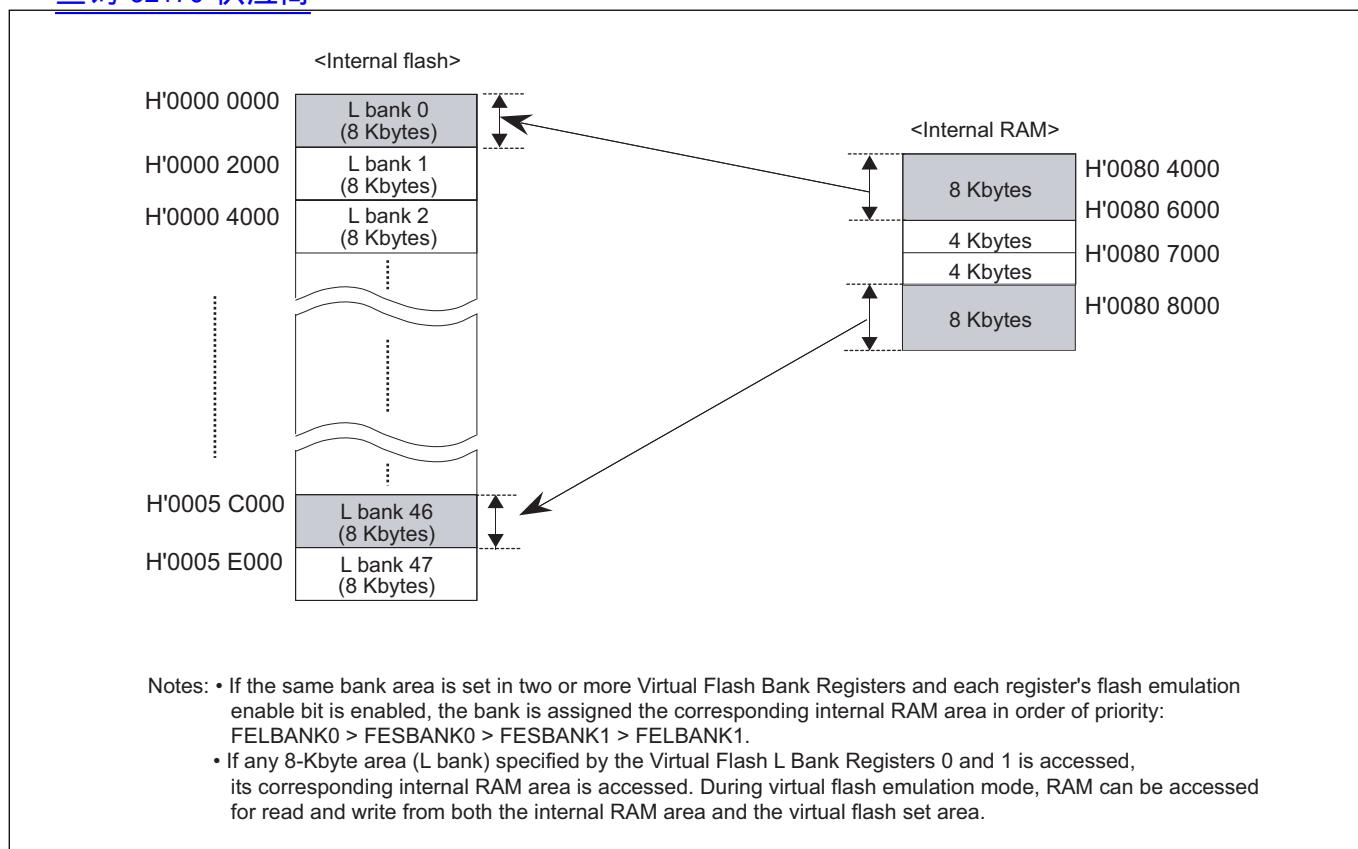 <Internal flash>
H'0000 0000
L bank 0
(8 Kbytes)
H'0000 2000
L bank 1
(8 Kbytes)
H'0000 4000
L bank 2
(8 Kbytes)
H'0005 C000
L bank 46
(8 Kbytes)
H'0005 E000
L bank 47
(8 Kbytes)
<Internal RAM>
8 Kbytes
H'0080 4000
H'0080 6000
4 Kbytes
H'0080 7000
4 Kbytes
8 Kbytes
H'0080 8000
Notes: • If the same bank area is set in two or more Virtual Flash Bank Registers and each register's flash emulation
enable bit is enabled, the bank is assigned the corresponding internal RAM area in order of priority:
FELBANK0 > FESBANK0 > FESBANK1 > FELBANK1.
• If any 8-Kbyte area (L bank) specified by the Virtual Flash L Bank Registers 0 and 1 is accessed,
its corresponding internal RAM area is accessed. During virtual flash emulation mode, RAM can be accessed
for read and write from both the internal RAM area and the virtual flash set area.